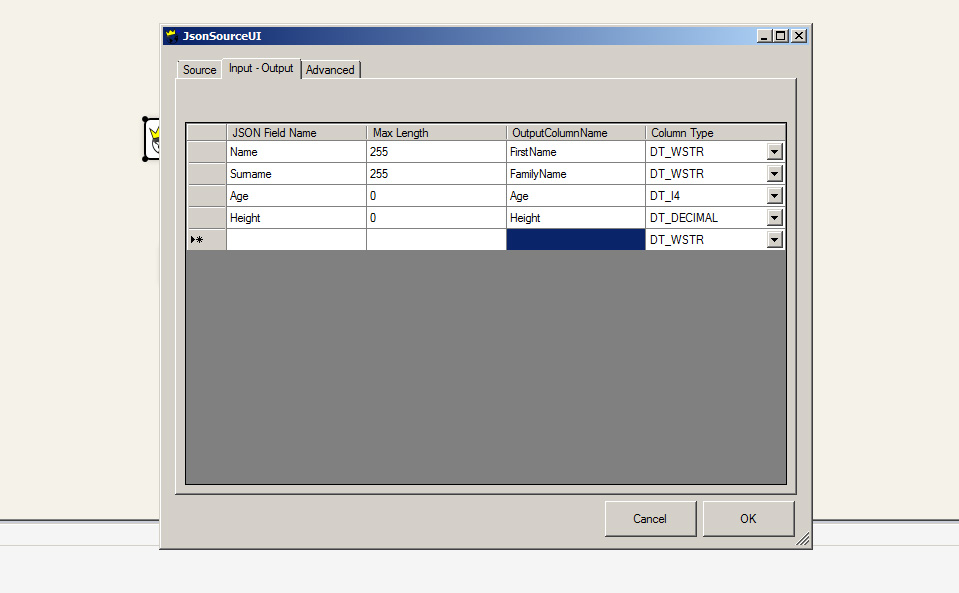 JsonSourceUI
Source Input - Output Advanced
JSON Field Name Max Length OutputColumnName Column Type
Name 255 FirstName DT_WSTR
Surname 255 FamilyName DT_WSTR
Age 0 Age DT_I4
Height 0 Height DT_DECIMAL
DT_WSTR
Cancel OK